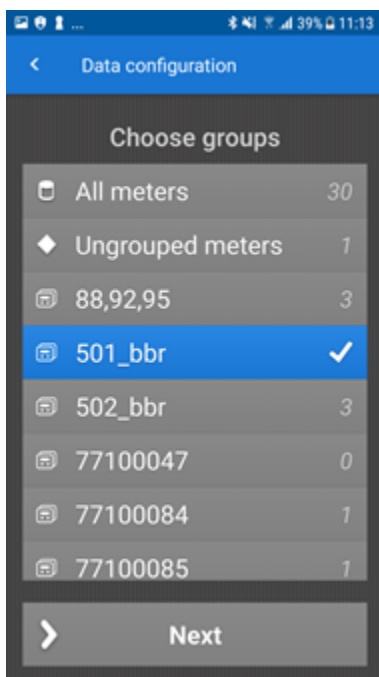 ... 39% 11:13
Data configuration
Choose groups
All meters 30
Ungrouped meters 1
88,92,95 3
501_bbr
502_bbr 3
77100047 0
77100084 1
77100085 1
Next